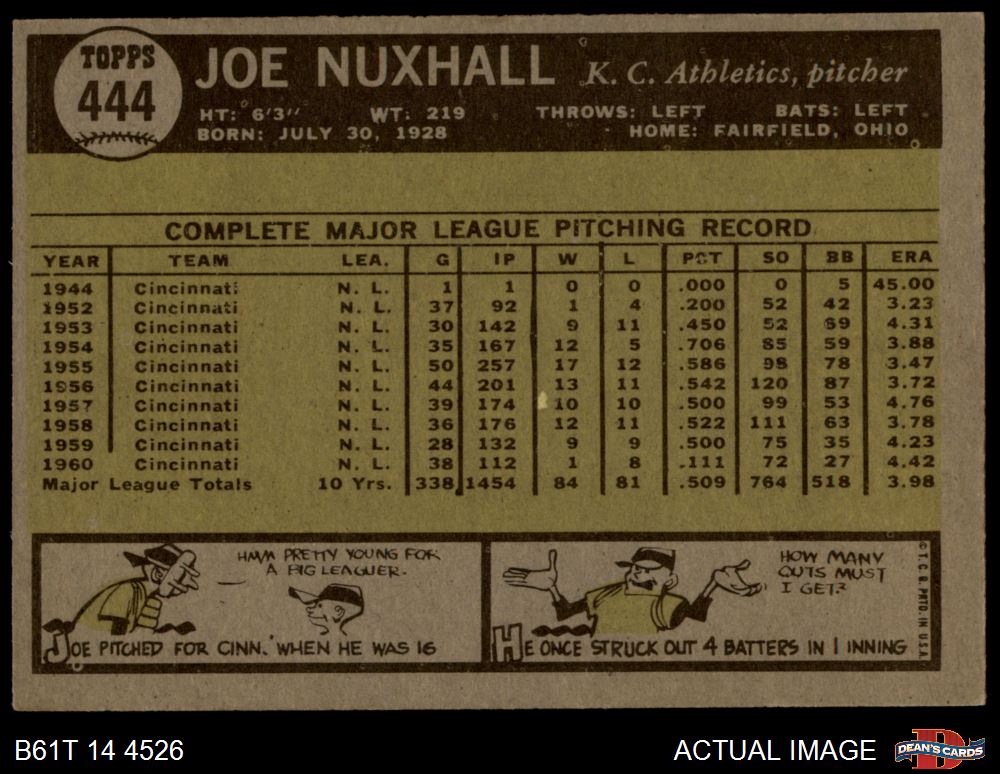 TOPPS
444
JOE NUXHALL K. C. Athletics, pitcher
HT: 6'3" WT: 219 THROWS: LEFT BATS: LEFT
BORN: JULY 30, 1928 HOME: FAIRFIELD, OHIO
COMPLETE MAJOR LEAGUE PITCHING RECORD
YEAR TEAM LEA. G IP W L PCT SO BB ERA
1944 Cincinnati N. L. 1 1 0 0 .000 0 5 45.00
1952 Cincinnati N. L. 37 92 1 4 .200 52 42 3.23
1953 Cincinnati N. L. 30 142 9 11 .450 52 69 4.31
1954 Cincinnati N. L. 35 167 12 5 .706 85 59 3.88
1955 Cincinnati N. L. 50 257 17 12 .586 98 78 3.47
1956 Cincinnati N. L. 44 201 13 11 .542 120 87 3.72
1957 Cincinnati N. L. 39 174 10 10 .500 99 53 4.76
1958 Cincinnati N. L. 36 176 12 11 .522 111 63 3.78
1959 Cincinnati N. L. 28 132 9 9 .500 75 35 4.23
1960 Cincinnati N. L. 38 112 1 8 .111 72 27 4.42
Major League Totals 10 Yrs. 338 1454 84 81 .509 764 518 3.98
HMM PRETTY YOUNG FOR
A BIG LEAGUER.
JOE PITCHED FOR CINN. WHEN HE WAS 16
HOW MANY
OUTS MUST
I GET?
HE ONCE STRUCK OUT 4 BATTERS IN 1 INNING
© T. C. G. PRTD. IN U.S.A.
B61T 14 4526
ACTUAL IMAGE
DEAN'S CARDS